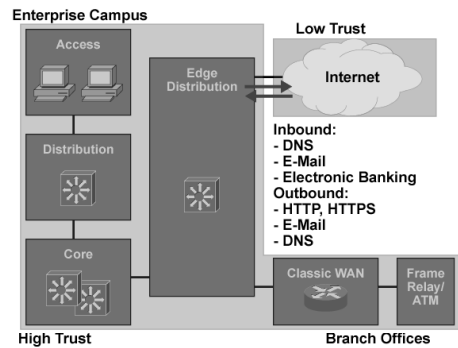 Enterprise Campus
Access
Distribution
Core
High Trust
Edge
Distribution
Low Trust
Internet
Inbound:
- DNS
- E-Mail
- Electronic Banking
Outbound:
- HTTP, HTTPS
- E-Mail
- DNS
Classic WAN
Frame
Relay/
ATM
Branch Offices